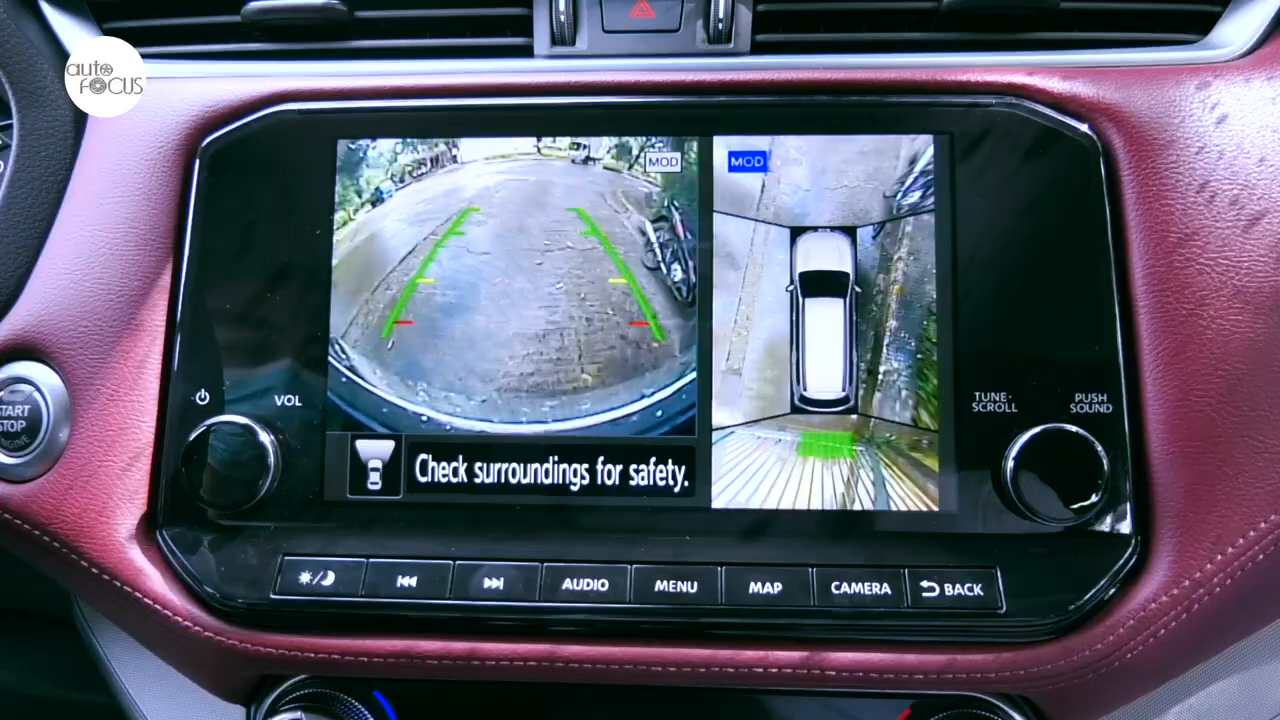 auto
FOCUS
MOD
MOD
START
STOP
ENGINE
VOL
TUNE·
SCROLL
PUSH
SOUND
Check surroundings for safety.
AUDIO
MENU
MAP
CAMERA
BACK